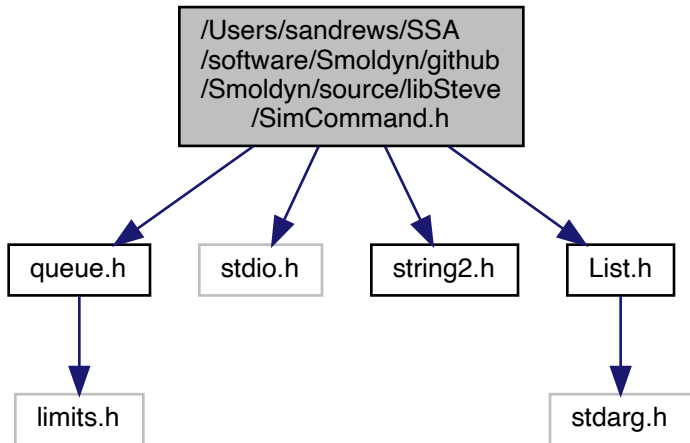 /Users/sandrews/SSA
/software/Smoldyn/github
/Smoldyn/source/libSteve
/SimCommand.h
queue.h
stdio.h
string2.h
List.h
limits.h
stdarg.h